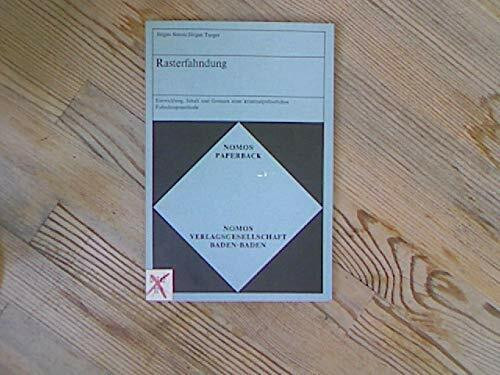 Jürgen Simon/Jürgen Taeger
Rasterfahndung
Entwicklung, Inhalt und Grenzen einer kriminalpolizeilichen
Fahndungsmethode
NOMOS
PAPERBACK
NOMOS
VERLAGSGESELLSCHAFT
BADEN-BADEN